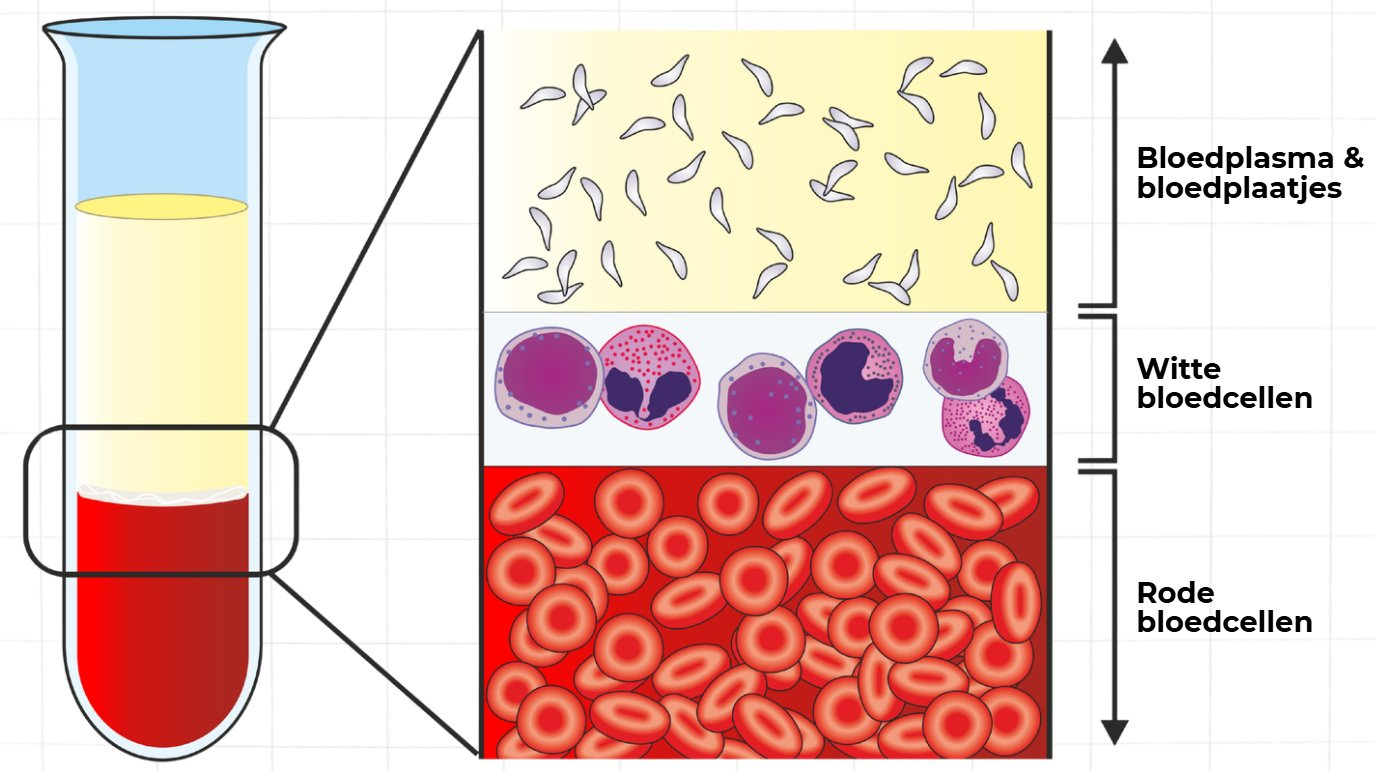 Bloedplasma &
bloedplaatjes
Witte
bloedcellen
Rode
bloedcellen